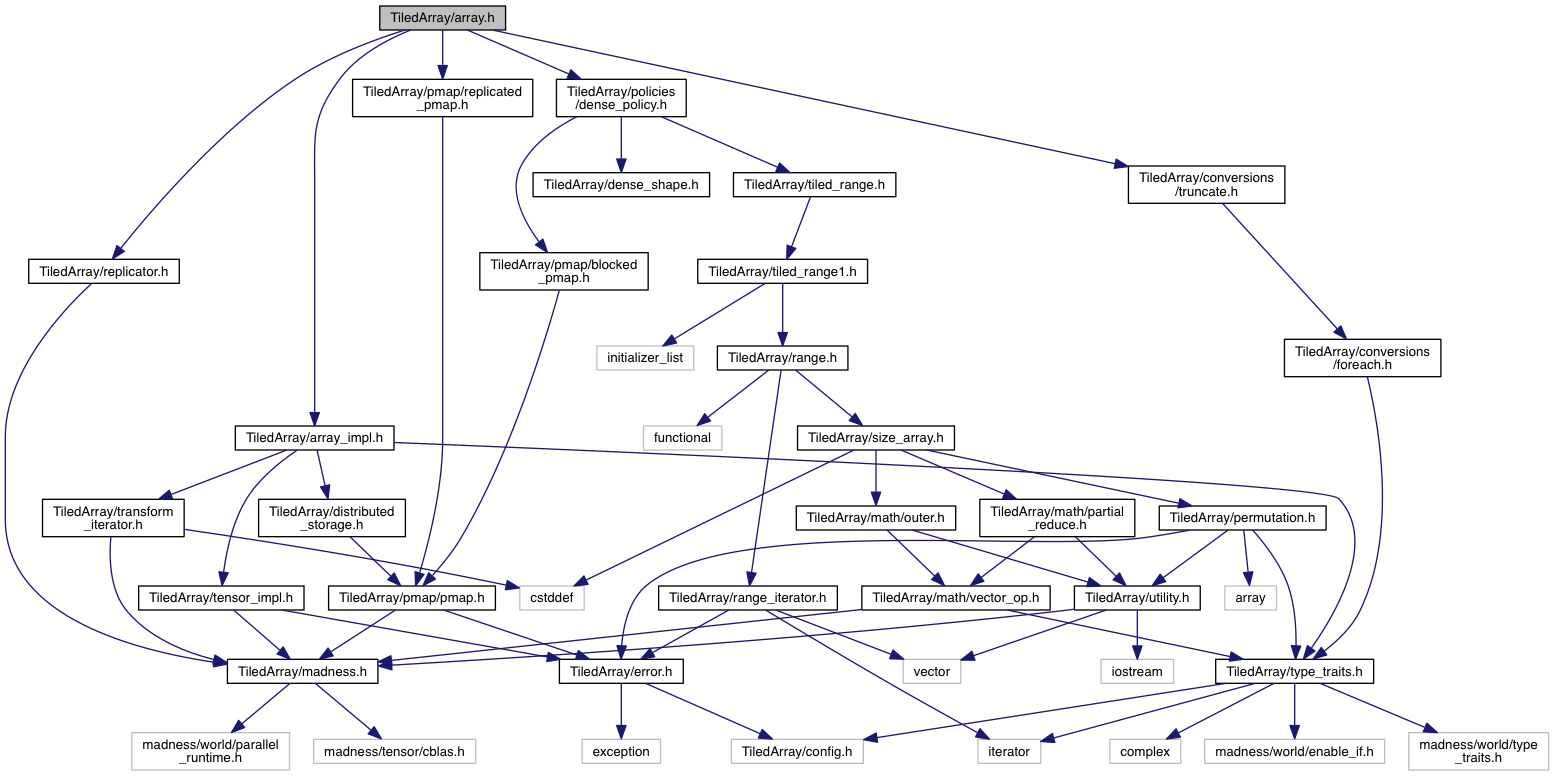 TiledArray/array.h
TiledArray/pmap/replicated
_pmap.h
TiledArray/policies
/dense_policy.h
TiledArray/dense_shape.h
TiledArray/tiled_range.h
TiledArray/conversions
/truncate.h
TiledArray/replicator.h
TiledArray/pmap/blocked
_pmap.h
TiledArray/tiled_range1.h
initializer_list
TiledArray/range.h
TiledArray/conversions
/foreach.h
TiledArray/array_impl.h
functional
TiledArray/size_array.h
TiledArray/transform
_iterator.h
TiledArray/distributed
_storage.h
TiledArray/math/outer.h
TiledArray/math/partial
_reduce.h
TiledArray/permutation.h
TiledArray/tensor_impl.h
TiledArray/pmap/pmap.h
cstddef
TiledArray/range_iterator.h
TiledArray/math/vector_op.h
TiledArray/utility.h
array
TiledArray/madness.h
TiledArray/error.h
vector
iostream
TiledArray/type_traits.h
madness/world/parallel
_runtime.h
madness/tensor/cblas.h
exception
TiledArray/config.h
iterator
complex
madness/world/enable_if.h
madness/world/type
_traits.h